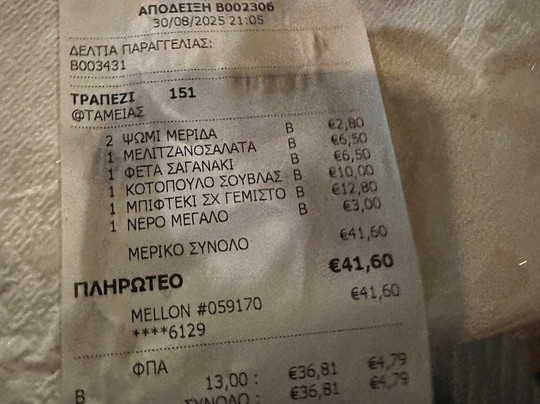 ΑΠΟΔΕΙΞΗ B002306
30/08/2025 21:05
ΔΕΛΤΙΑ ΠΑΡΑΓΓΕΛΙΑΣ:
B003431
ΤΡΑΠΕΖΙ 151
@ΤΑΜΕΙΑΣ
2 ΨΩΜΙ ΜΕΡΙΔΑ B €2,80
1 ΜΕΛΙΤΖΑΝΟΣΑΛΑΤΑ B €6,50
1 ΦΕΤΑ ΣΑΓΑΝΑΚΙ B €6,50
1 ΚΟΤΟΠΟΥΛΟ ΣΟΥΒΛΑΣ B €10,00
1 ΜΠΙΦΤΕΚΙ ΣΧ ΓΕΜΙΣΤΟ B €12,80
1 ΝΕΡΟ ΜΕΓΑΛΟ B €3,00
ΜΕΡΙΚΟ ΣΥΝΟΛΟ €41,60
ΠΛΗΡΩΤΕΟ €41,60
MELLON #059170 €41,60
****6129
ΦΠΑ
B 13,00 : €36,81 €4,79
ΣΥΝΟΛΟ : €36,81 €4,79